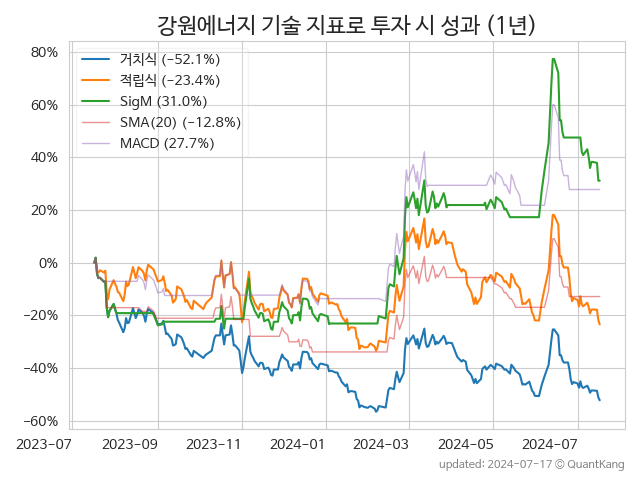 강원에너지 기술 지표로 투자 시 성과 (1년)
80%
60%
40%
20%
0%
−20%
−40%
−60%
거치식 (−52.1%)
적립식 (−23.4%)
SigM (31.0%)
SMA(20) (−12.8%)
MACD (27.7%)
2023−07
2023−09
2023−11
2024−01
2024−03
2024−05
2024−07
updated: 2024−07−17 © QuantKang